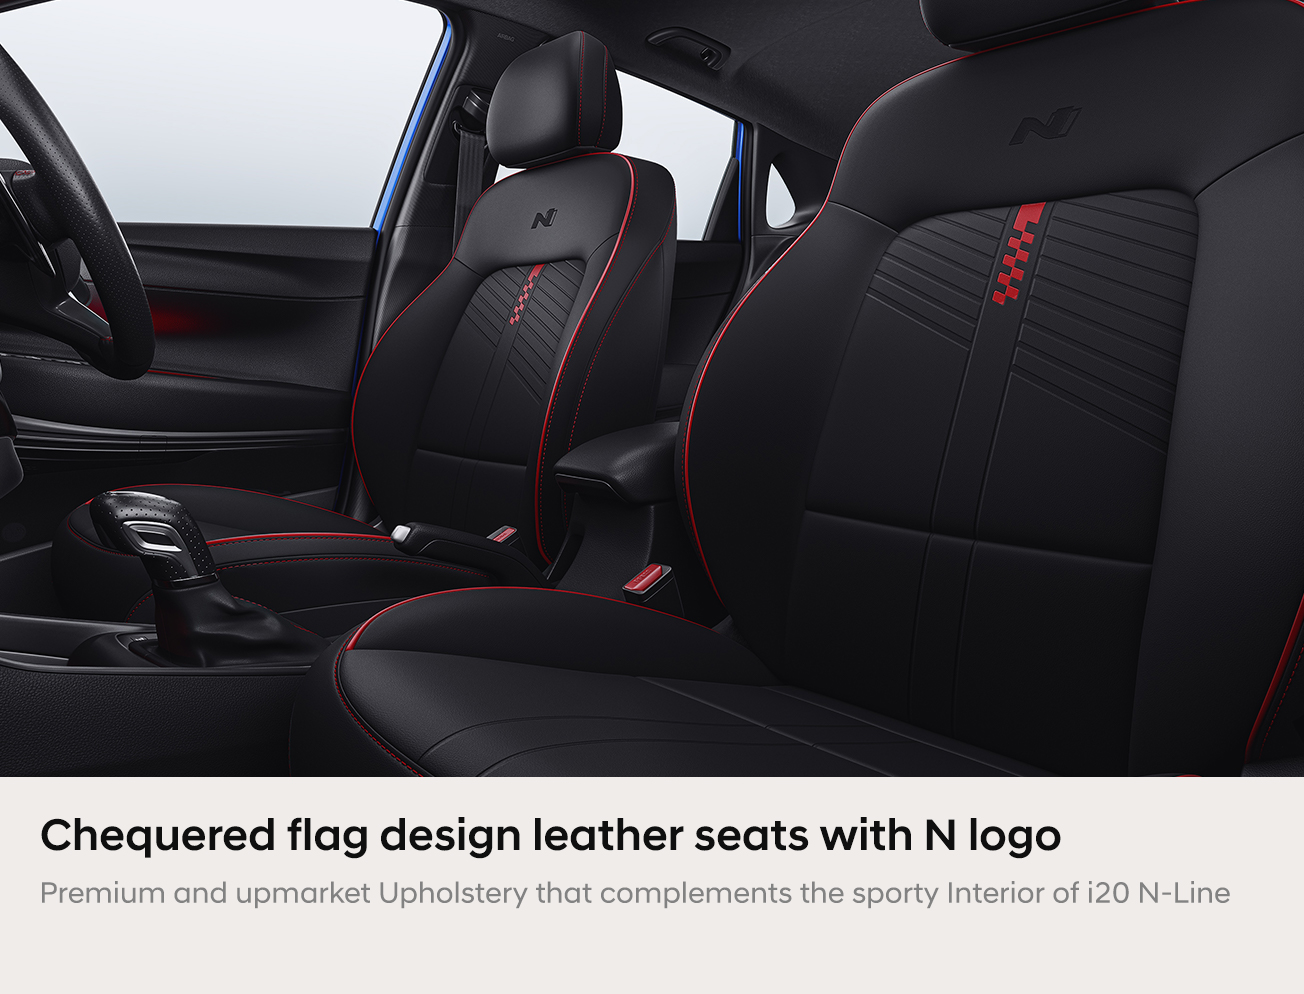 AIRBAG
N
N
Chequered flag design leather seats with N logo
Premium and upmarket Upholstery that complements the sporty Interior of i20 N-Line